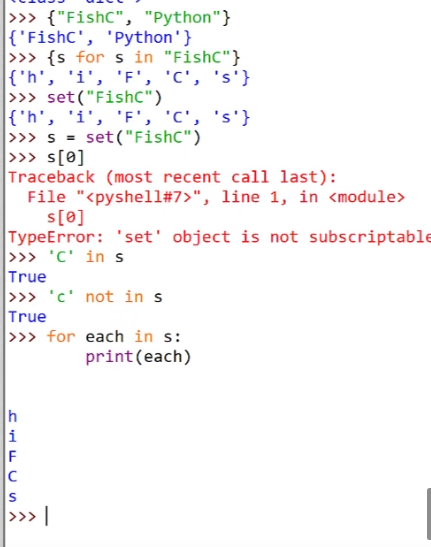 <class 'dict'>
>>> {"FishC", "Python"}
{'FishC', 'Python'}
>>> {s for s in "FishC"}
{'h', 'i', 'F', 'C', 's'}
>>> set("FishC")
{'h', 'i', 'F', 'C', 's'}
>>> s = set("FishC")
>>> s[0]
Traceback (most recent call last):
  File "<pyshell#7>", line 1, in <module>
    s[0]
TypeError: 'set' object is not subscriptable
>>> 'C' in s
True
>>> 'c' not in s
True
>>> for each in s:
        print(each)
h
i
F
C
s
>>>